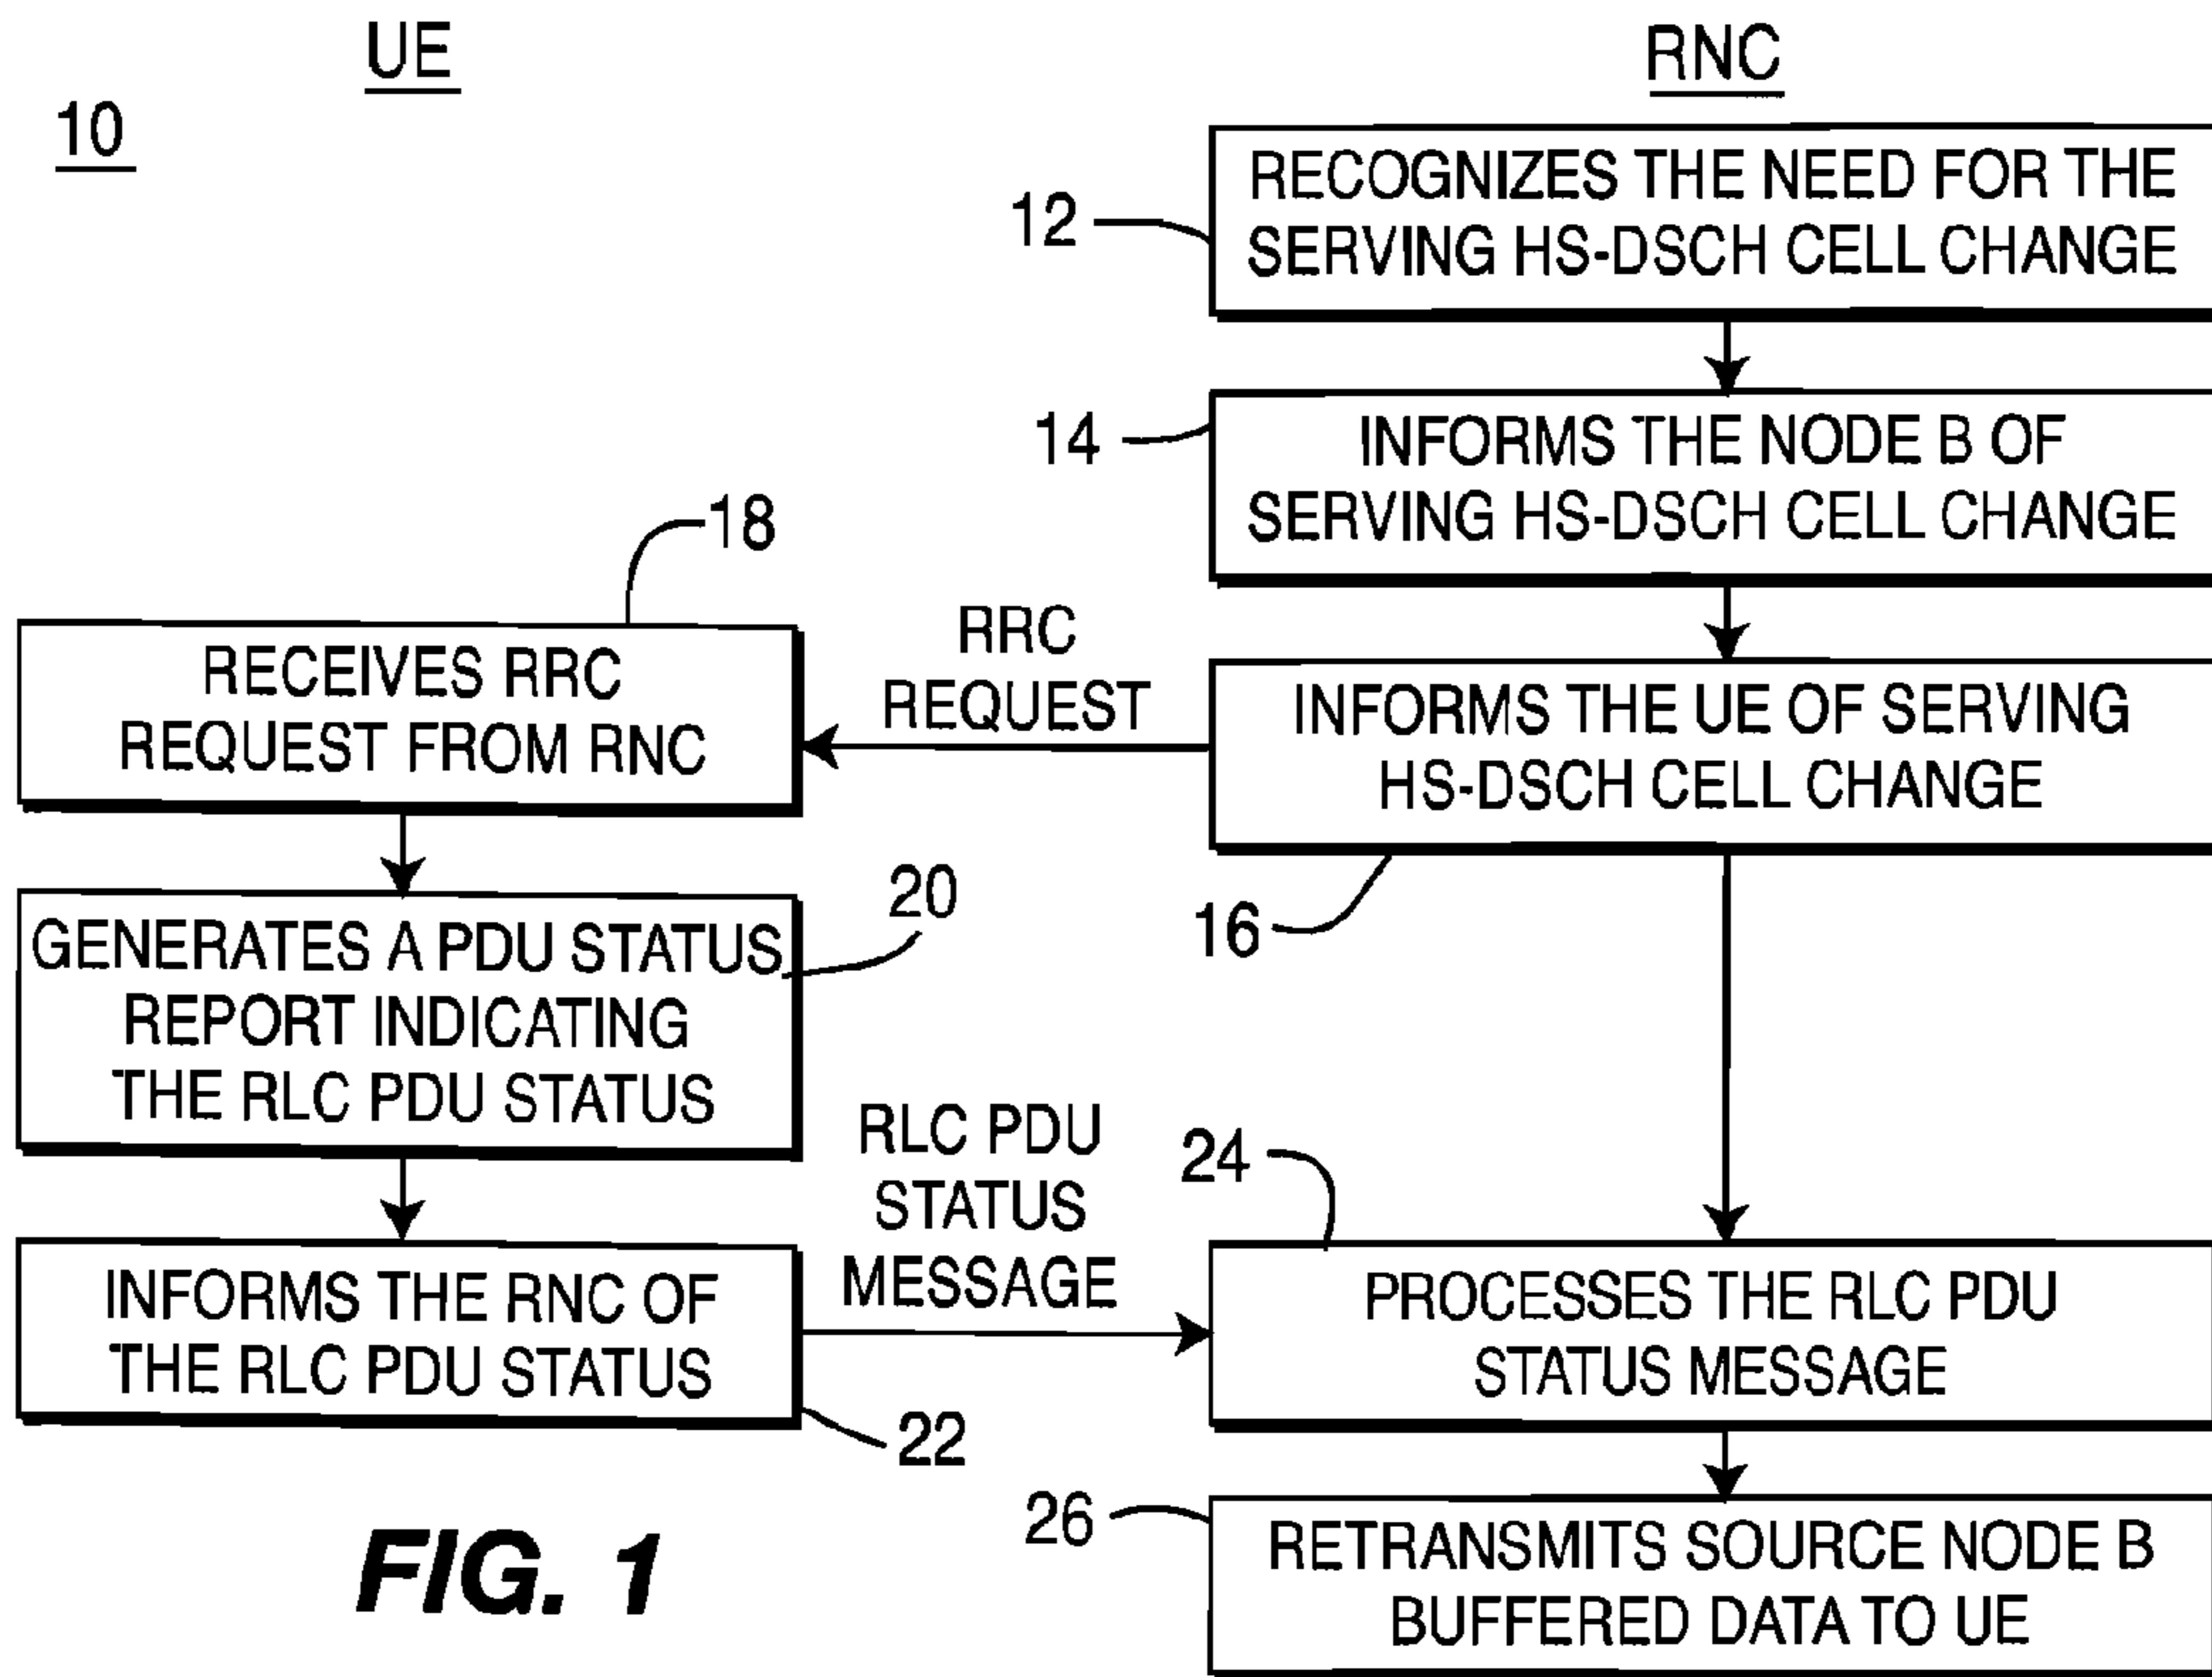 UE
RNC
10
12
RECOGNIZES THE NEED FOR THE
SERVING HS-DSCH CELL CHANGE
14
INFORMS THE NODE B OF
SERVING HS-DSCH CELL CHANGE
18
RECEIVES RRC
REQUEST FROM RNC
RRC
REQUEST
INFORMS THE UE OF SERVING
HS-DSCH CELL CHANGE
16
20
GENERATES A PDU STATUS
REPORT INDICATING
THE RLC PDU STATUS
RLC PDU
STATUS
MESSAGE
24
INFORMS THE RNC OF
THE RLC PDU STATUS
22
PROCESSES THE RLC PDU
STATUS MESSAGE
26
RETRANSMITS SOURCE NODE B
BUFFERED DATA TO UE
FIG. 1